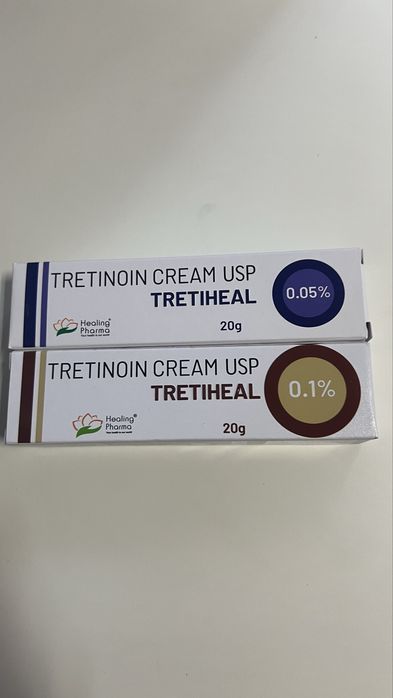 TRETINOIN CREAM USP
TRETIHEAL
0.05%
Healing®
Pharma
20g
TRETINOIN CREAM USP
TRETIHEAL
0.1%
Healing®
Pharma
20g